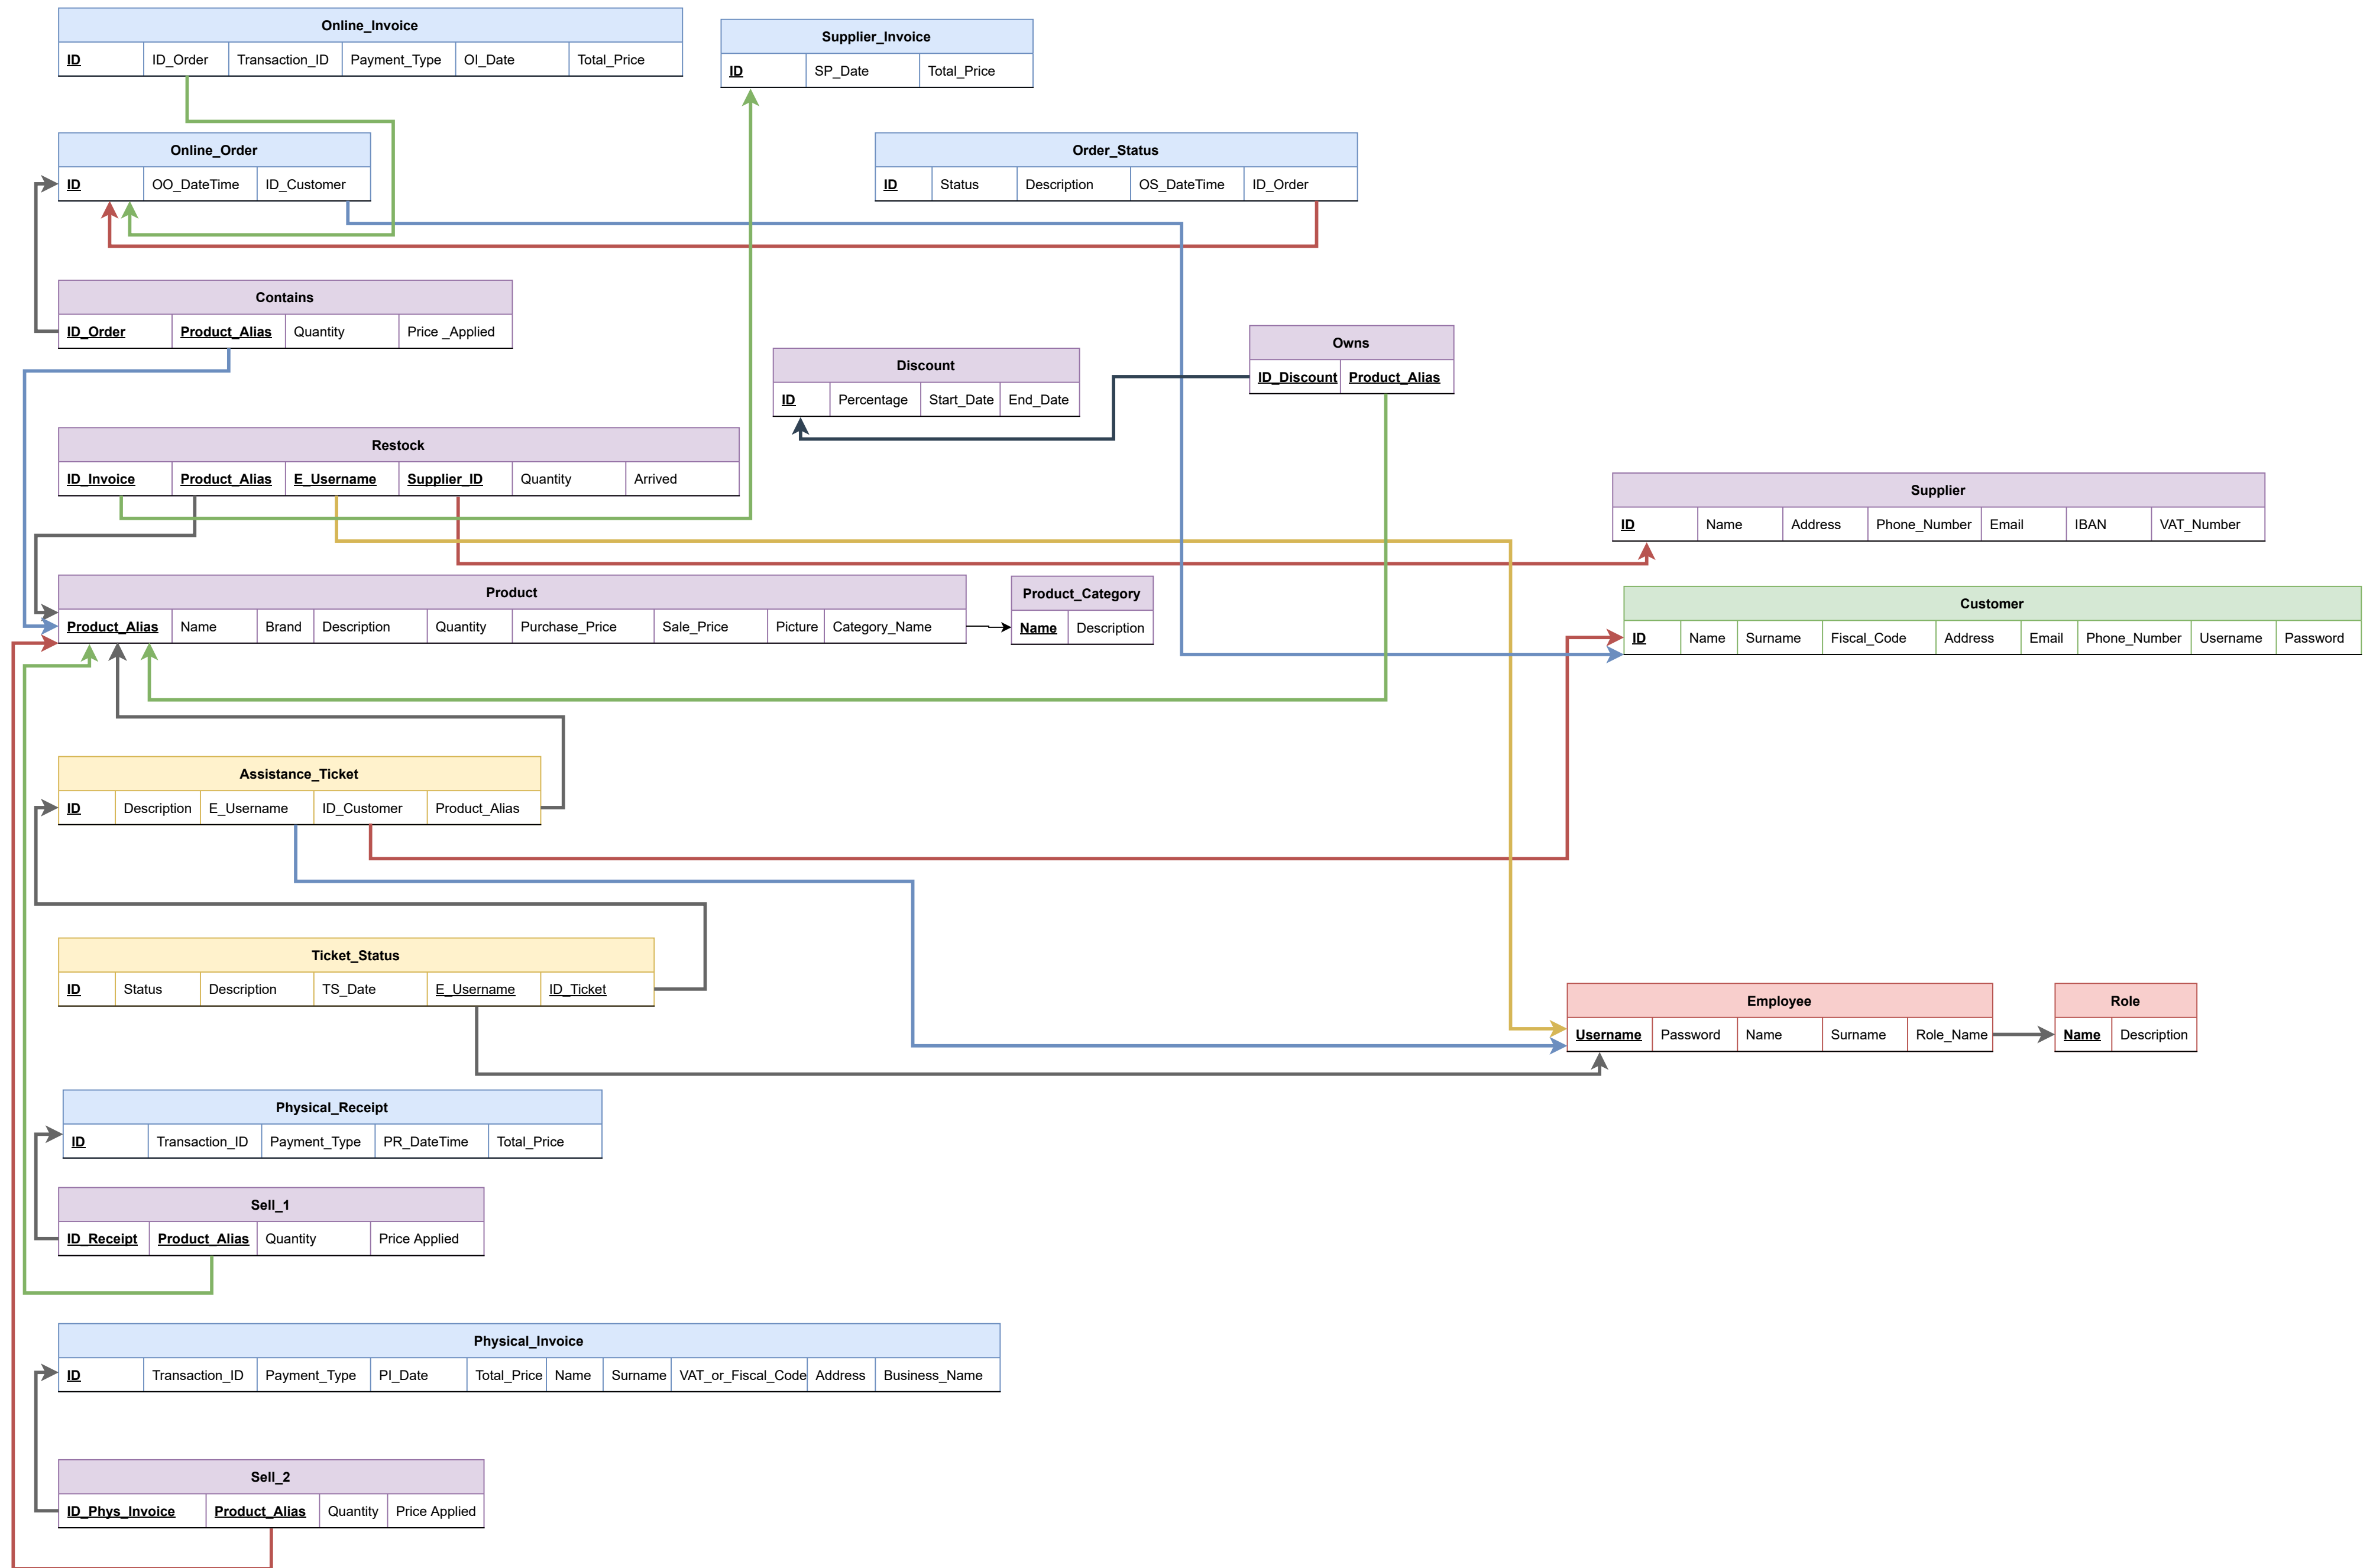 Online_Invoice
ID ID_Order Transaction_ID Payment_Type OI_Date Total_Price
Supplier_Invoice
ID SP_Date Total_Price
Online_Order
ID OO_DateTime ID_Customer
Order_Status
ID Status Description OS_DateTime ID_Order
Contains
ID_Order Product_Alias Quantity Price _Applied
Owns
ID_Discount Product_Alias
Discount
ID Percentage Start_Date End_Date
Restock
ID_Invoice Product_Alias E_Username Supplier_ID Quantity Arrived
Supplier
ID Name Address Phone_Number Email IBAN VAT_Number
Product
Product_Alias Name Brand Description Quantity Purchase_Price Sale_Price Picture Category_Name
Product_Category
Name Description
Customer
ID Name Surname Fiscal_Code Address Email Phone_Number Username Password
Assistance_Ticket
ID Description E_Username ID_Customer Product_Alias
Ticket_Status
ID Status Description TS_Date E_Username ID_Ticket
Employee
Username Password Name Surname Role_Name
Role
Name Description
Physical_Receipt
ID Transaction_ID Payment_Type PR_DateTime Total_Price
Sell_1
ID_Receipt Product_Alias Quantity Price Applied
Physical_Invoice
ID Transaction_ID Payment_Type PI_Date Total_Price Name Surname VAT_or_Fiscal_Code Address Business_Name
Sell_2
ID_Phys_Invoice Product_Alias Quantity Price Applied